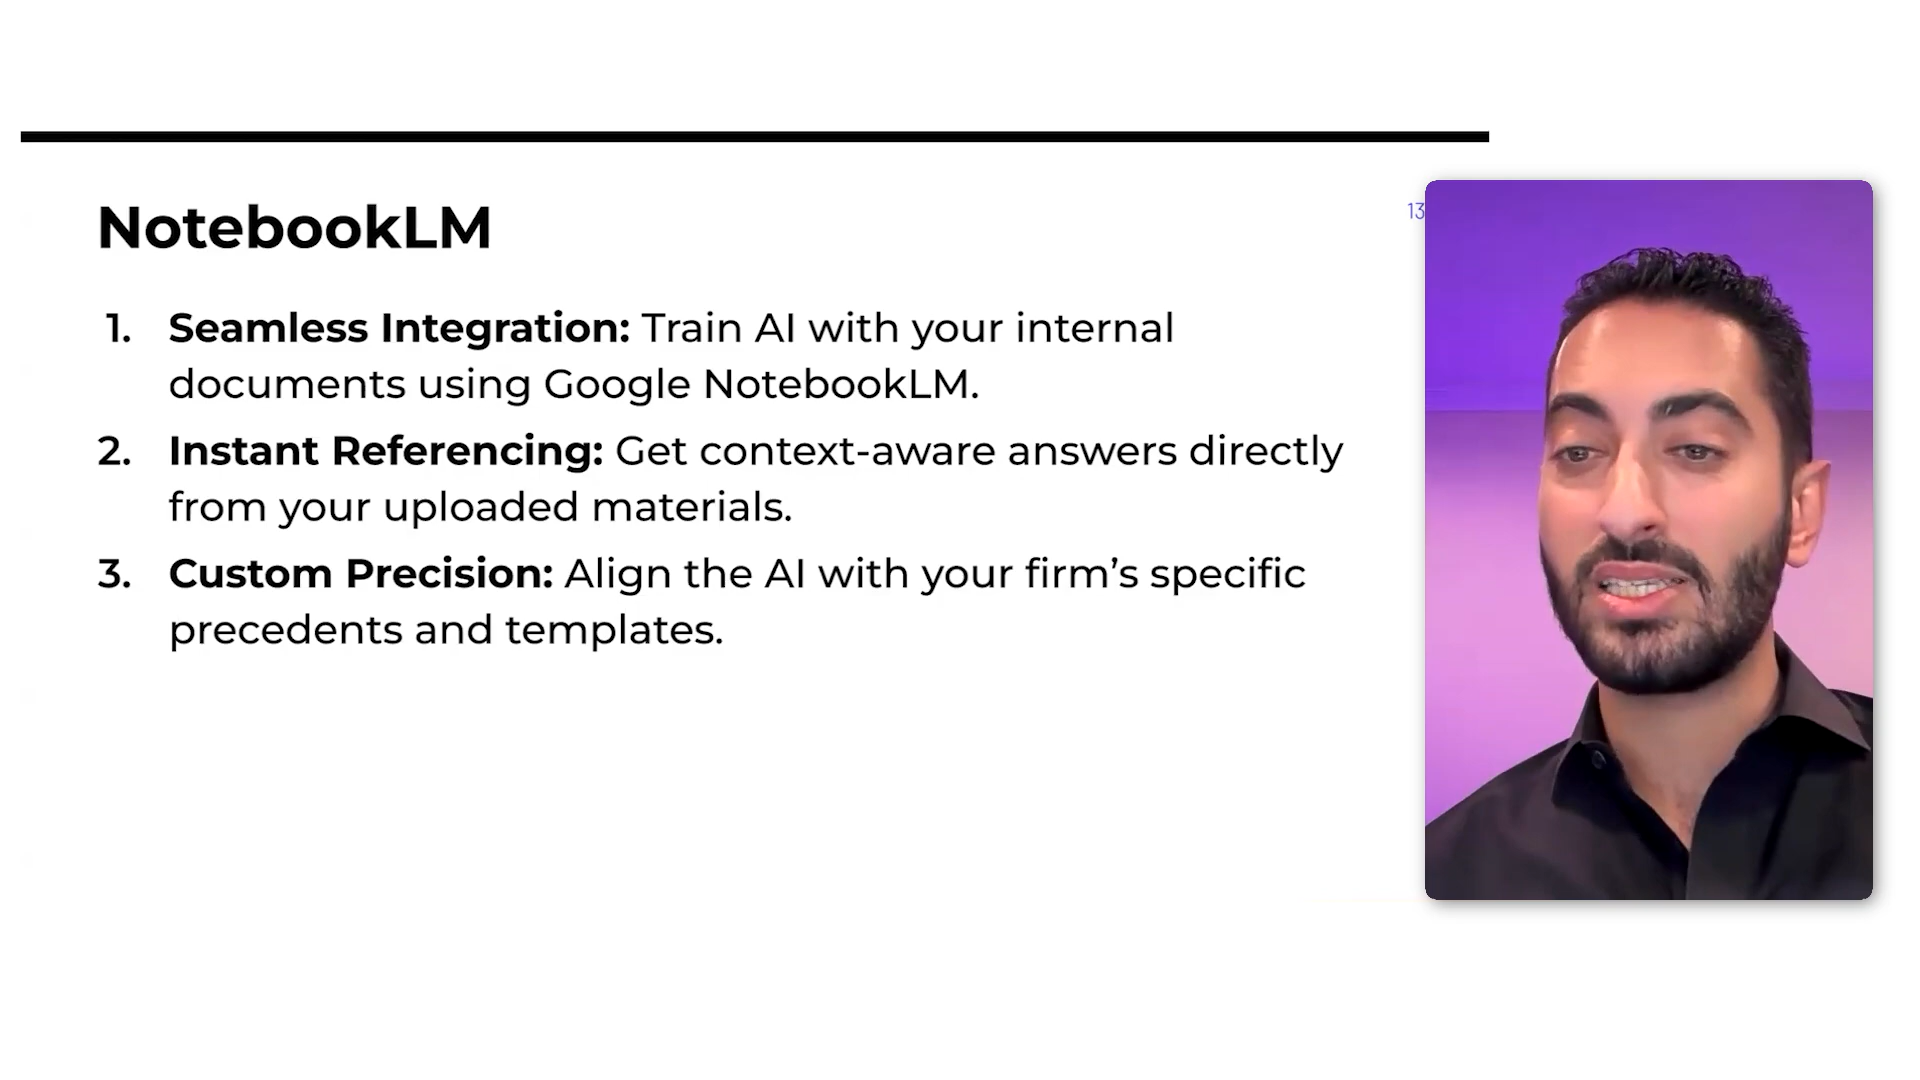 NotebookLM
13
1. Seamless Integration: Train AI with your internal
documents using Google NotebookLM.
2. Instant Referencing: Get context-aware answers directly
from your uploaded materials.
3. Custom Precision: Align the AI with your firm’s specific
precedents and templates.